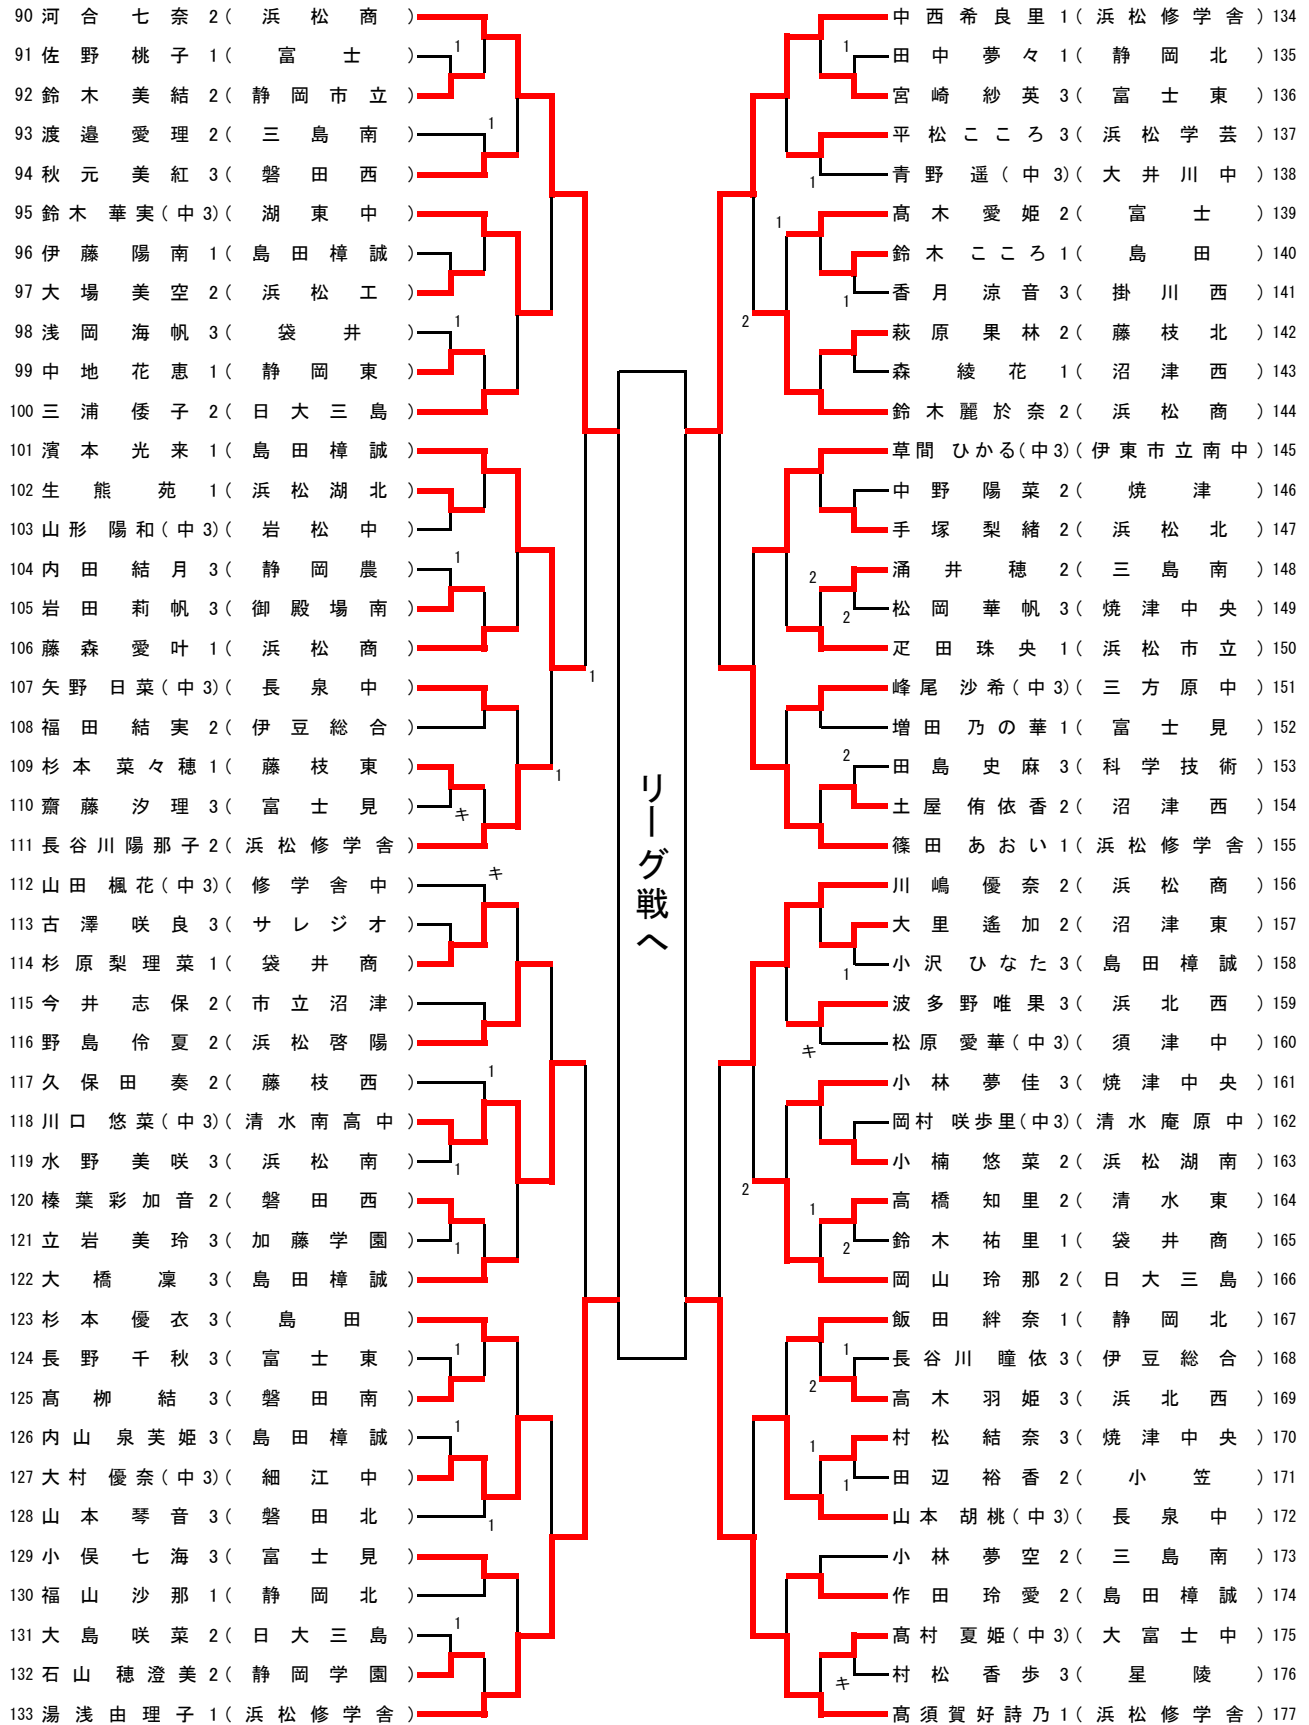 90 河合 七奈 2( 浜松商 )
91 佐野 桃子 1( 富士 )
92 鈴木 美結 2( 静岡市立 )
93 渡邉 愛理 2( 三島南 )
94 秋元 美紅 3( 磐田西 )
95 鈴木 華実(中3)( 湖東中 )
96 伊藤 陽南 1( 島田樟誠 )
97 大場 美空 2( 浜松工 )
98 浅岡 海帆 3( 袋井 )
99 中地 花恵 1( 静岡東 )
100 三浦 倭子 2( 日大三島 )
101 濱本 光来 1( 島田樟誠 )
102 生熊 苑 1( 浜松湖北 )
103 山形 陽和(中3)( 岩松中 )
104 内田 結月 3( 静岡農 )
105 岩田 莉帆 3( 御殿場南 )
106 藤森 愛叶 1( 浜松商 )
107 矢野 日菜(中3)( 長泉中 )
108 福田 結実 2( 伊豆総合 )
109 杉本 菜々穂 1( 藤枝東 )
110 齋藤 汐理 3( 富士見 )
111 長谷川陽那子 2( 浜松修学舎 )
112 山田 楓花(中3)( 修学舎中 )
113 古澤 咲良 3( サレジオ )
114 杉原梨理菜 1( 袋井商 )
115 今井 志保 2( 市立沼津 )
116 野島 伶夏 2( 浜松啓陽 )
117 久保田 奏 2( 藤枝西 )
118 川口 悠菜(中3)( 清水南高中 )
119 水野 美咲 3( 浜松南 )
120 榛葉彩加音 2( 磐田西 )
121 立岩 美玲 3( 加藤学園 )
122 大橋 凜 3( 島田樟誠 )
123 杉本 優衣 3( 島田 )
124 長野 千秋 3( 富士東 )
125 髙栁 結 3( 磐田南 )
126 内山 泉芙姫 3( 島田樟誠 )
127 大村 優奈(中3)( 細江中 )
128 山本 琴音 3( 磐田北 )
129 小俣 七海 3( 富士見 )
130 福山 沙那 1( 静岡北 )
131 大島 咲菜 2( 日大三島 )
132 石山 穂澄美 2( 静岡学園 )
133 湯浅由理子 1( 浜松修学舎 )
1
1
1
1
1
1
キ
キ
1
1
1
1
1
1
1
リーグ戦へ
1
1
1
1
2
2
2
2
キ
1
2
1
2
1
2
1
1
キ
中西希良里 1( 浜松修学舎 ) 134
田中 夢々 1( 静岡北 ) 135
宮崎 紗英 3( 富士東 ) 136
平松こころ 3( 浜松学芸 ) 137
青野 遥(中3)( 大井川中 ) 138
髙木 愛姫 2( 富士 ) 139
鈴木 こころ 1( 島田 ) 140
香月 涼音 3( 掛川西 ) 141
萩原 果林 2( 藤枝北 ) 142
森 綾花 1( 沼津西 ) 143
鈴木麗於奈 2( 浜松商 ) 144
草間 ひかる(中3)( 伊東市立南中 ) 145
中野 陽菜 2( 焼津 ) 146
手塚 梨緒 2( 浜松北 ) 147
涌井 穂 2( 三島南 ) 148
松岡 華帆 3( 焼津中央 ) 149
疋田 珠央 1( 浜松市立 ) 150
峰尾 沙希(中3)( 三方原中 ) 151
増田 乃の華 1( 富士見 ) 152
田島 史麻 3( 科学技術 ) 153
土屋 侑依香 2( 沼津西 ) 154
篠田 あおい 1( 浜松修学舎 ) 155
川嶋 優奈 2( 浜松商 ) 156
大里 遙加 2( 沼津東 ) 157
小沢 ひなた 3( 島田樟誠 ) 158
波多野唯果 3( 浜北西 ) 159
松原 愛華(中3)( 須津中 ) 160
小林 夢佳 3( 焼津中央 ) 161
岡村 咲歩里(中3)( 清水庵原中 ) 162
小楠 悠菜 2( 浜松湖南 ) 163
高橋 知里 2( 清水東 ) 164
鈴木 祐里 1( 袋井商 ) 165
岡山 玲那 2( 日大三島 ) 166
飯田 絆奈 1( 静岡北 ) 167
長谷川 瞳依 3( 伊豆総合 ) 168
高木 羽姫 3( 浜北西 ) 169
村松 結奈 3( 焼津中央 ) 170
田辺 裕香 2( 小笠 ) 171
山本 胡桃(中3)( 長泉中 ) 172
小林 夢空 2( 三島南 ) 173
作田 玲愛 2( 島田樟誠 ) 174
髙村 夏姫(中3)( 大富士中 ) 175
村松 香歩 3( 星陵 ) 176
髙須賀好詩乃 1( 浜松修学舎 ) 177